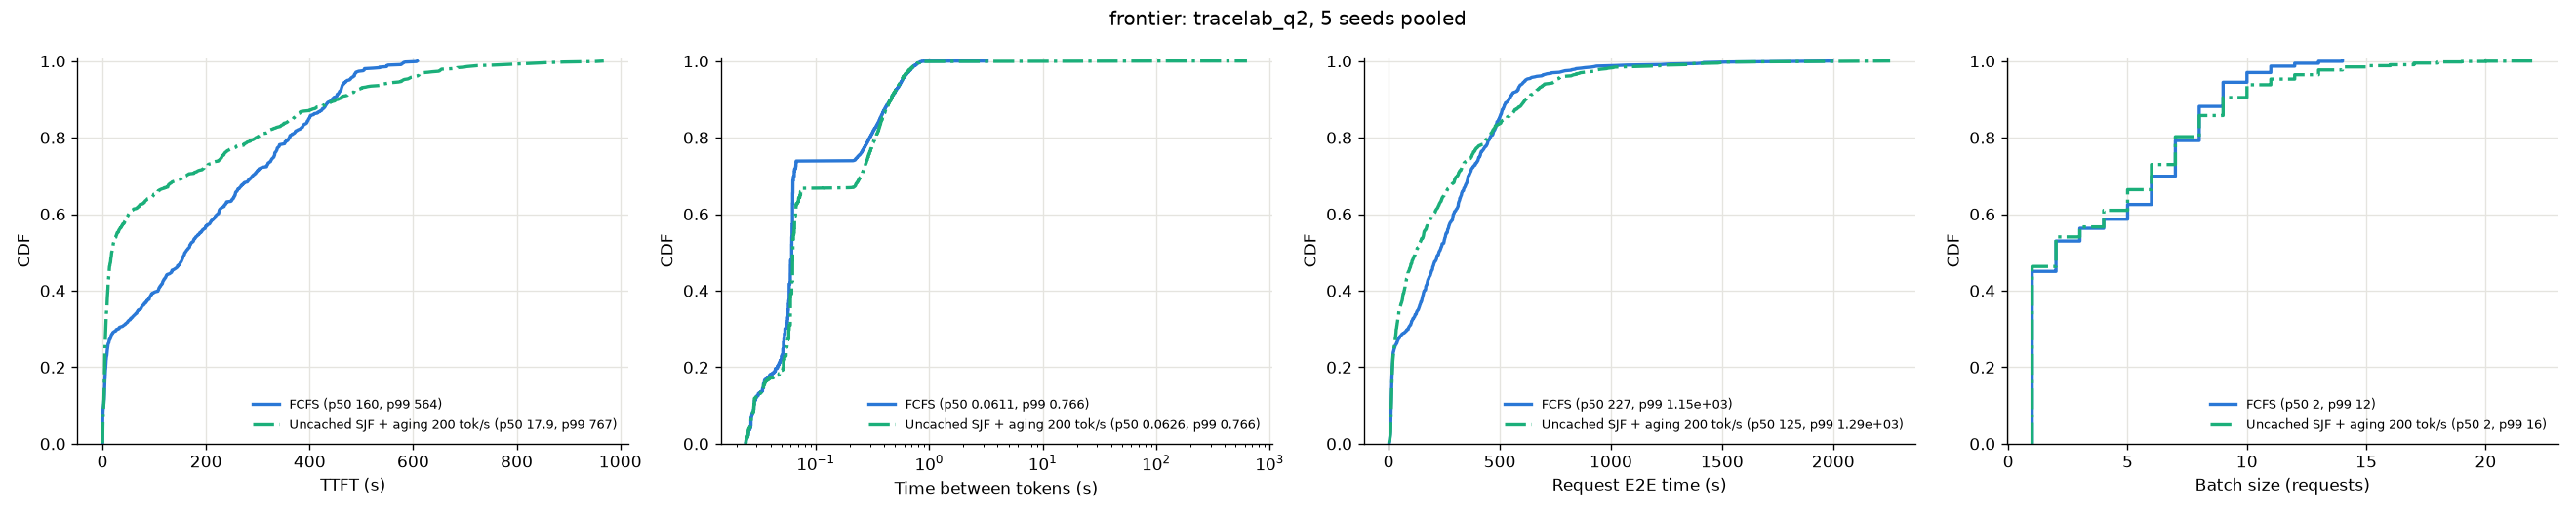 frontier: tracelab_q2, 5 seeds pooled
CDF
1.0
0.8
0.6
0.4
0.2
0.0
FCFS (p50 160, p99 564)
Uncached SJF + aging 200 tok/s (p50 17.9, p99 767)
0 200 400 600 800 1000
TTFT (s)
CDF
1.0
0.8
0.6
0.4
0.2
0.0
FCFS (p50 0.0611, p99 0.766)
Uncached SJF + aging 200 tok/s (p50 0.0626, p99 0.766)
10⁻¹ 10⁰ 10¹ 10² 10³
Time between tokens (s)
CDF
1.0
0.8
0.6
0.4
0.2
0.0
FCFS (p50 227, p99 1.15e+03)
Uncached SJF + aging 200 tok/s (p50 125, p99 1.29e+03)
0 500 1000 1500 2000
Request E2E time (s)
CDF
1.0
0.8
0.6
0.4
0.2
0.0
FCFS (p50 2, p99 12)
Uncached SJF + aging 200 tok/s (p50 2, p99 16)
0 5 10 15 20
Batch size (requests)